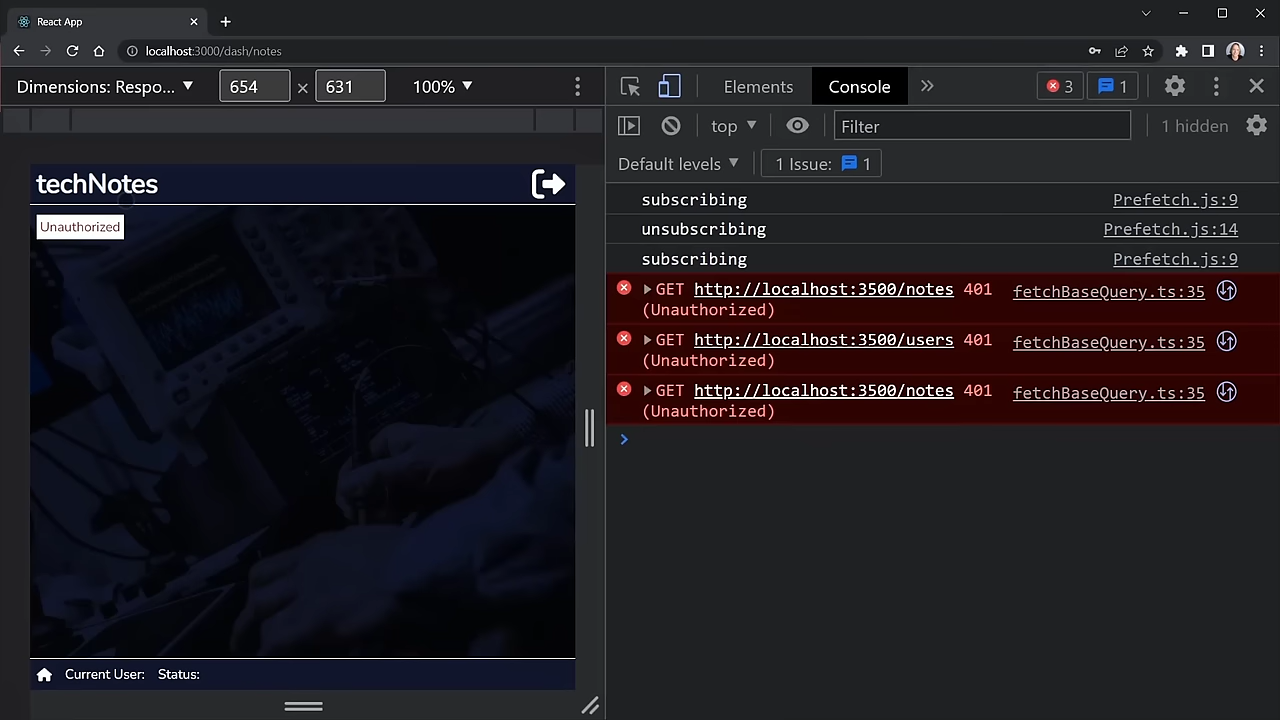 React App
localhost:3000/dash/notes
Dimensions: Respo... 654 × 631 100%
Elements Console 3 1
top Filter 1 hidden
Default levels 1 Issue: 1
techNotes
Unauthorized
Current User: Status:
subscribing Prefetch.js:9
unsubscribing Prefetch.js:14
subscribing Prefetch.js:9
GET http://localhost:3500/notes 401 fetchBaseQuery.ts:35
(Unauthorized)
GET http://localhost:3500/users 401 fetchBaseQuery.ts:35
(Unauthorized)
GET http://localhost:3500/notes 401 fetchBaseQuery.ts:35
(Unauthorized)